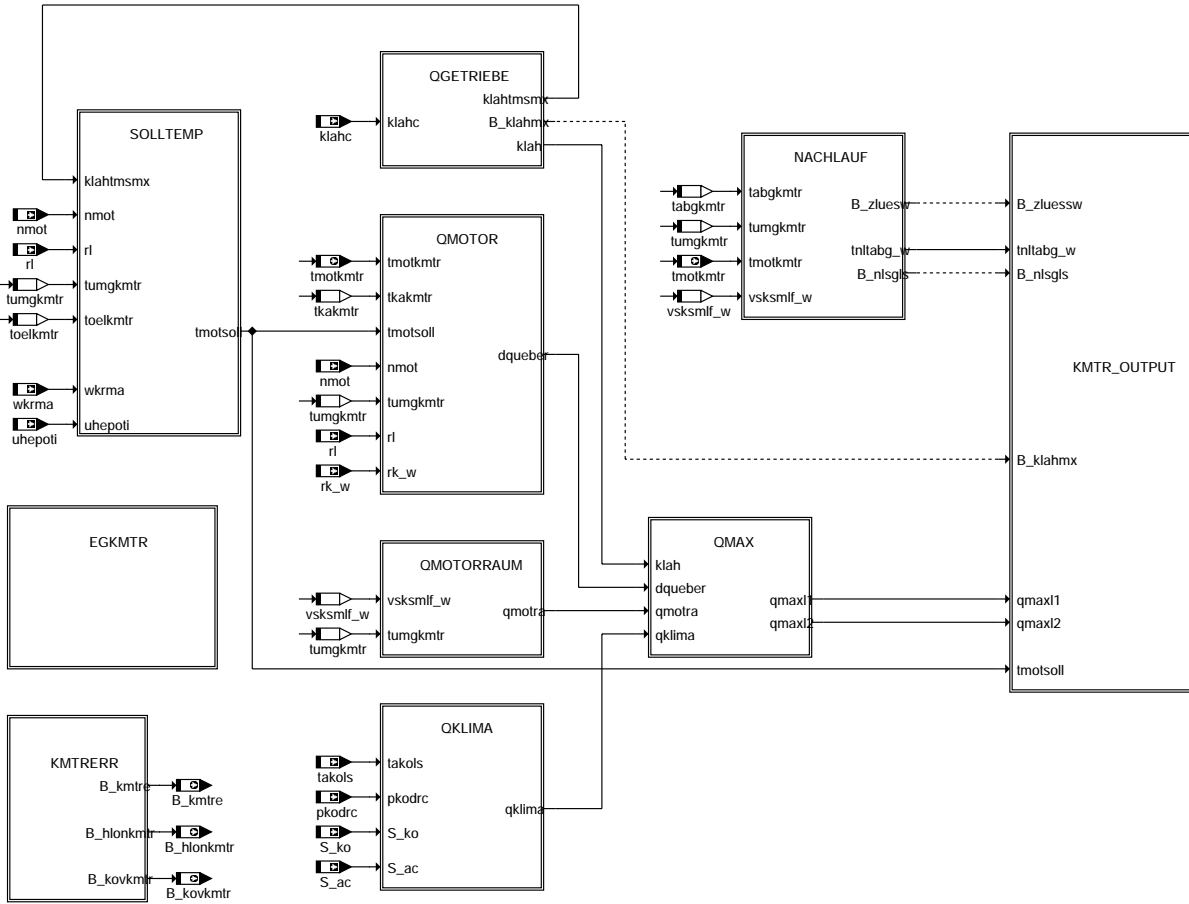 SOLLTEMP
klahtmsmx
nmot
nmot
rl
rl
tumgkmtr
tumgkmtr
toelkmtr
toelkmtr
tmotsoll
wkrma
wkrma
uhepoti
uhepoti
QGETRIEBE
klahtmsmx
klahc
klahc
B_klahmx
klah
QMOTOR
tmotkmtr
tmotkmtr
tkakmtr
tkakmtr
tmotsoll
dqueber
nmot
nmot
tumgkmtr
tumgkmtr
rl
rl
rk_w
rk_w
NACHLAUF
tabgkmtr
tabgkmtr
B_zluesw
tumgkmtr
tumgkmtr
tnltabg_w
tmotkmtr
tmotkmtr
B_nlsgls
vsksmlf_w
vsksmlf_w
KMTR_OUTPUT
B_zluessw
tnltabg_w
B_nlsgls
B_klahmx
qmaxl1
qmaxl2
tmotsoll
EGKMTR
QMOTORRAUM
vsksmlf_w
vsksmlf_w
qmotra
tumgkmtr
tumgkmtr
QMAX
klah
dqueber
qmotra
qklima
qmaxl1
qmaxl2
KMTRERR
B_kmtre
B_kmtre
B_hlonkmtr
B_hlonkmtr
B_kovkmtr
B_kovkmtr
QKLIMA
takols
takols
pkodrc
pkodrc
qklima
S_ko
S_ko
S_ac
S_ac